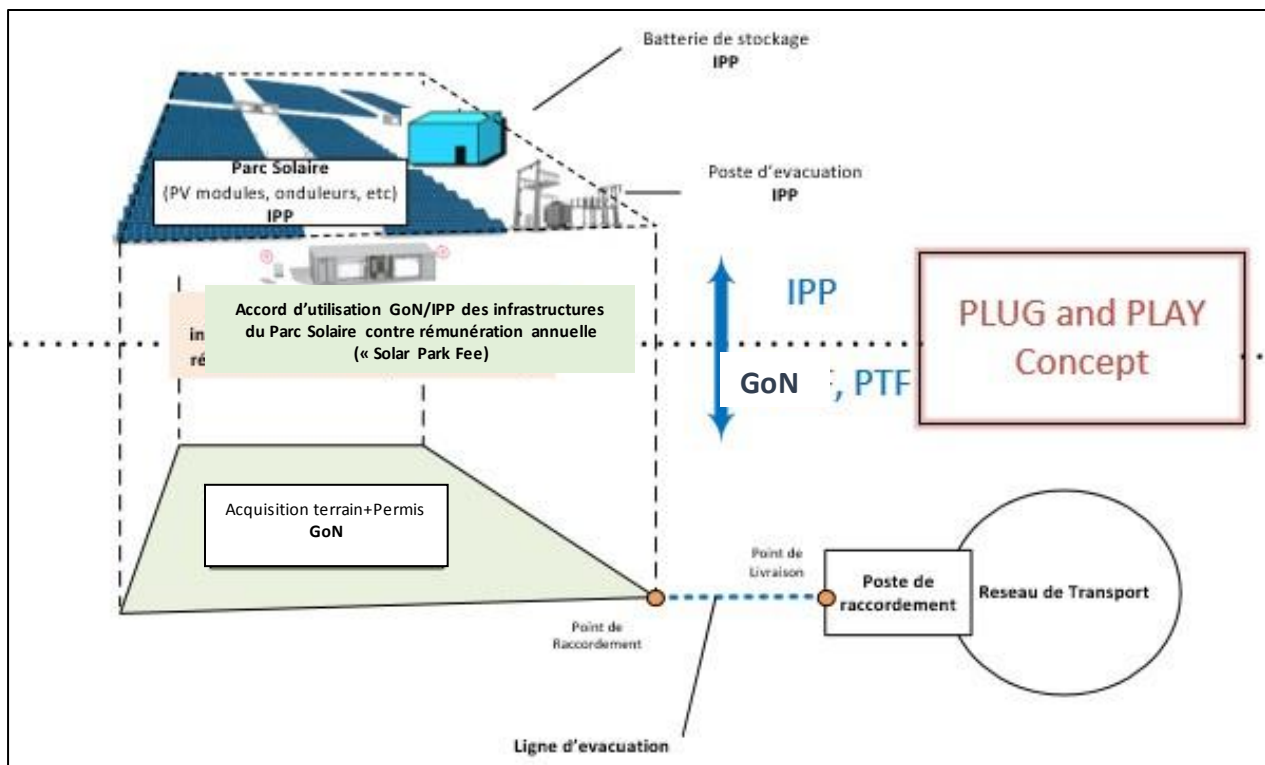 Batterie de stockage
IPP
Parc Solaire
(PV modules, onduleurs, etc)
IPP
Poste d'evacuation
IPP
Accord d'utilisation GoN/IPP des infrastructures
du Parc Solaire contre rémunération annuelle
(« Solar Park Fee)
in
ré
IPP
GoN , PTF
PLUG and PLAY
Concept
Acquisition terrain+Permis
GoN
Point de
Livraison
Poste de
raccordement
Reseau de Transport
Point de
Raccordement
Ligne d'evacuation